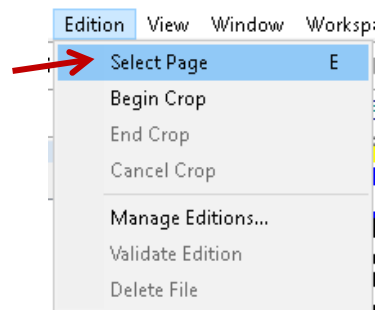 Edition View Window Workspa
Select Page E
Begin Crop
End Crop
Cancel Crop
Manage Editions...
Validate Edition
Delete File